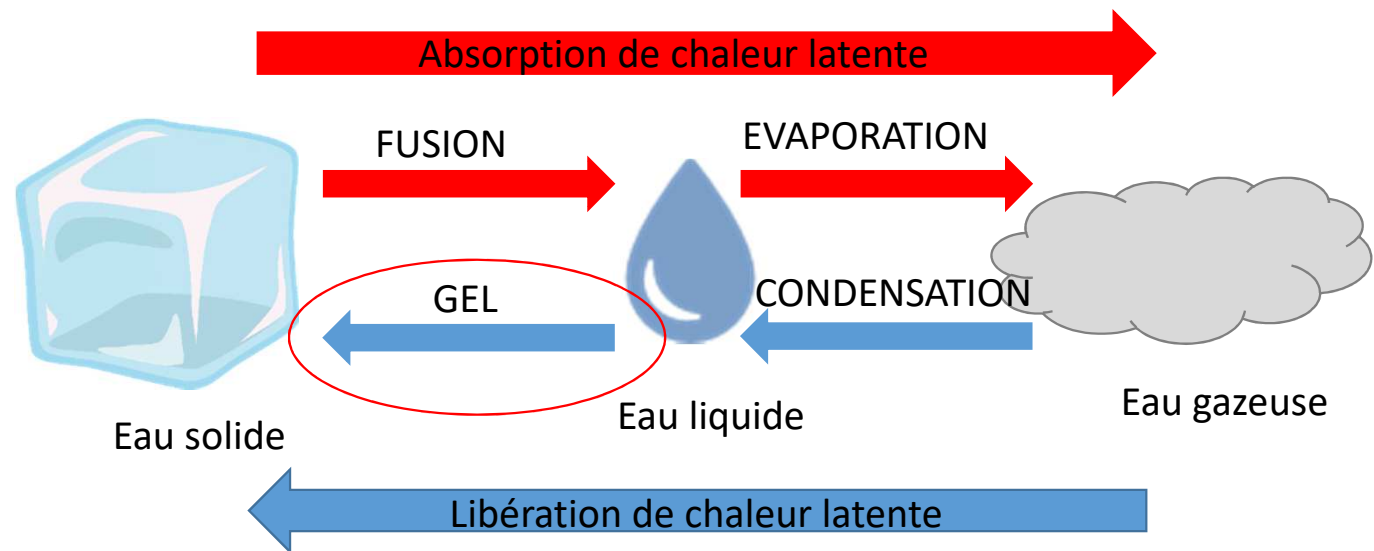 Absorption de chaleur latente
FUSION
EVAPORATION
GEL
CONDENSATION
Eau solide
Eau liquide
Eau gazeuse
Libération de chaleur latente